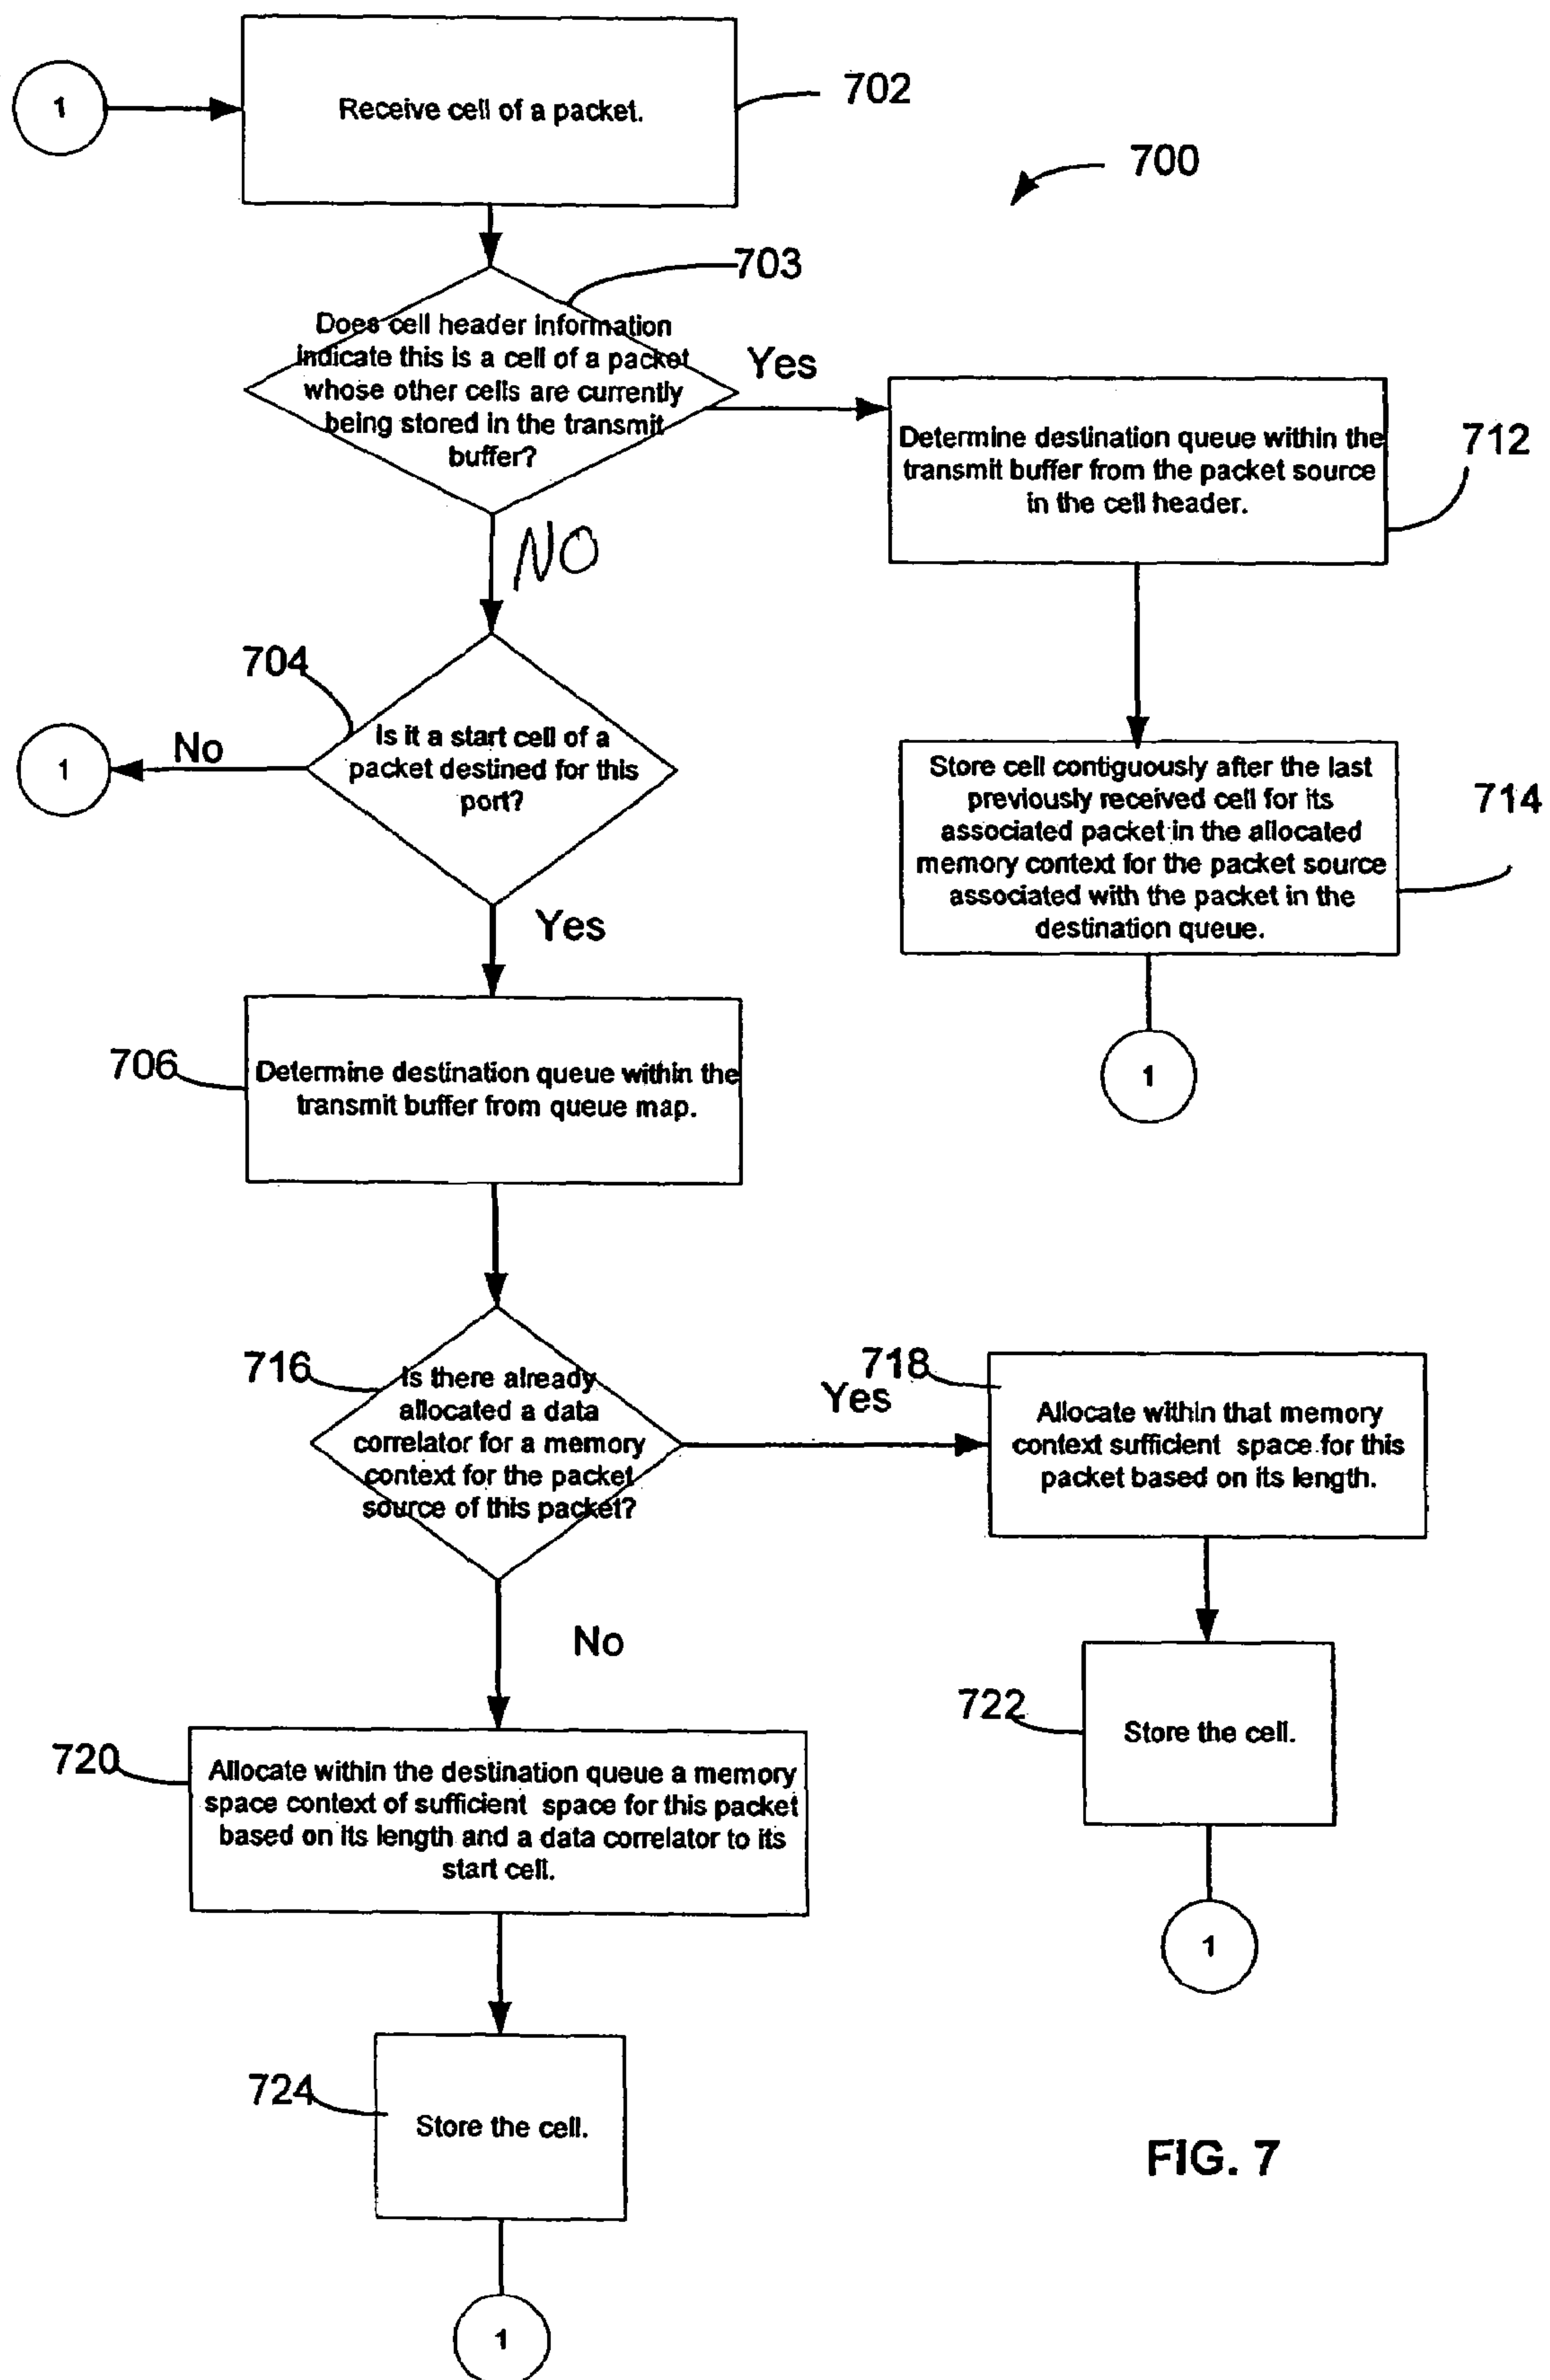 1
Receive cell of a packet.
702
700
703
Does cell header information
indicate this is a cell of a packet
whose other cells are currently
being stored in the transmit
buffer?
Yes
Determine destination queue within the
transmit buffer from the packet source
in the cell header.
712
NO
704
Is it a start cell of a
packet destined for this
port?
No
1
Store cell contiguously after the last
previously received cell for its
associated packet in the allocated
memory context for the packet source
associated with the packet in the
destination queue.
714
Yes
1
706
Determine destination queue within the
transmit buffer from queue map.
716
Is there already
allocated a data
correlator for a memory
context for the packet
source of this packet?
Yes
718
Allocate within that memory
context sufficient space for this
packet based on its length.
No
722
Store the cell.
720
Allocate within the destination queue a memory
space context of sufficient space for this packet
based on its length and a data correlator to its
start cell.
1
724
Store the cell.
1
FIG. 7